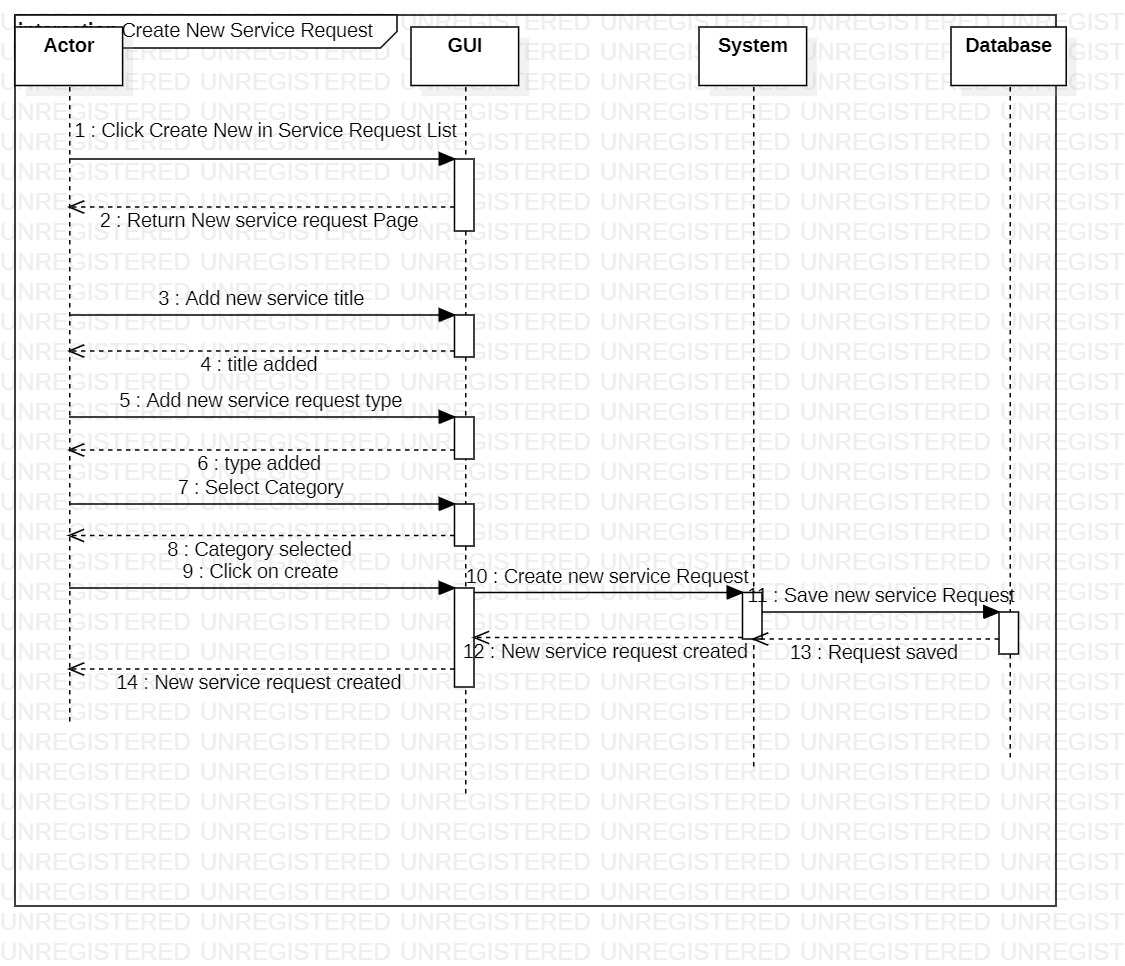 interaction Create New Service Request
Actor
GUI
System
Database
1 : Click Create New in Service Request List
2 : Return New service request Page
3 : Add new service title
4 : title added
5 : Add new service request type
6 : type added
7 : Select Category
8 : Category selected
9 : Click on create
10 : Create new service Request
11 : Save new service Request
12 : New service request created
13 : Request saved
14 : New service request created
UNREGISTERED